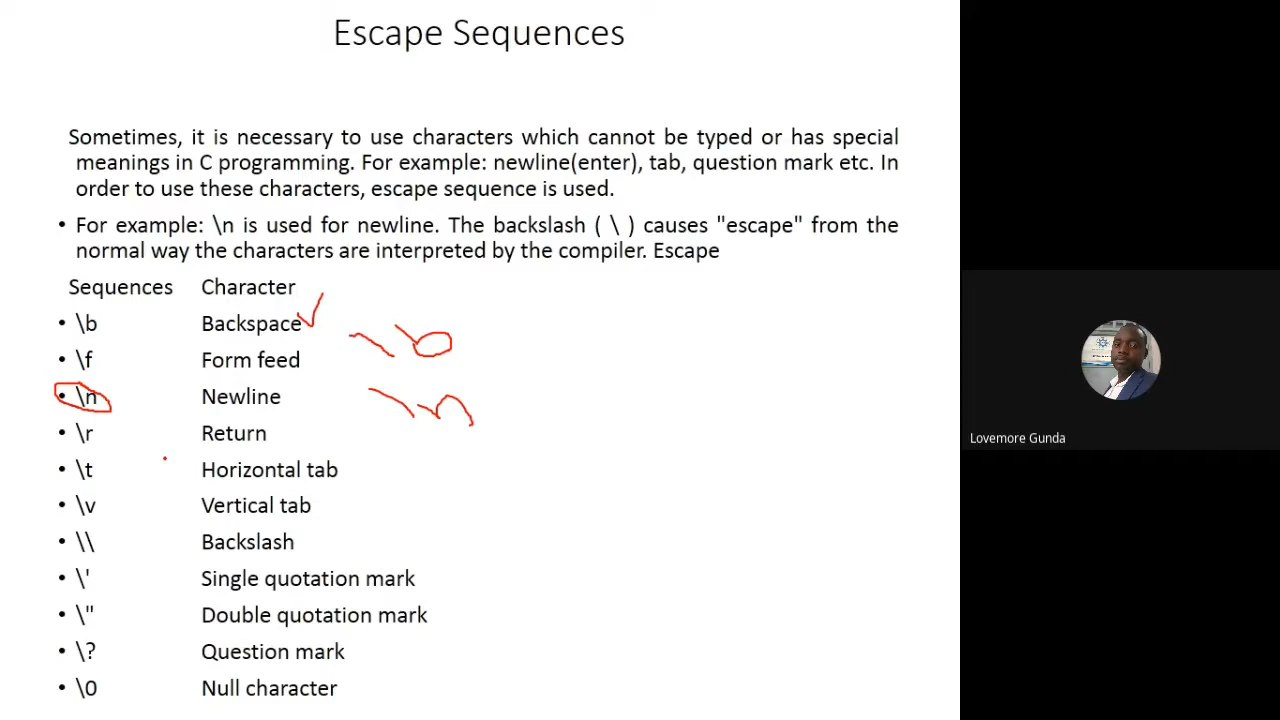 Escape Sequences
Sometimes, it is necessary to use characters which cannot be typed or has special
meanings in C programming. For example: newline(enter), tab, question mark etc. In
order to use these characters, escape sequence is used.
• For example: \n is used for newline. The backslash ( \ ) causes "escape" from the
normal way the characters are interpreted by the compiler. Escape
Sequences Character
• \b Backspace
\b
• \f Form feed
• \n Newline
\n
• \r Return
• \t Horizontal tab
• \v Vertical tab
• \\ Backslash
• \' Single quotation mark
• \" Double quotation mark
• \? Question mark
• \0 Null character
Lovemore Gunda